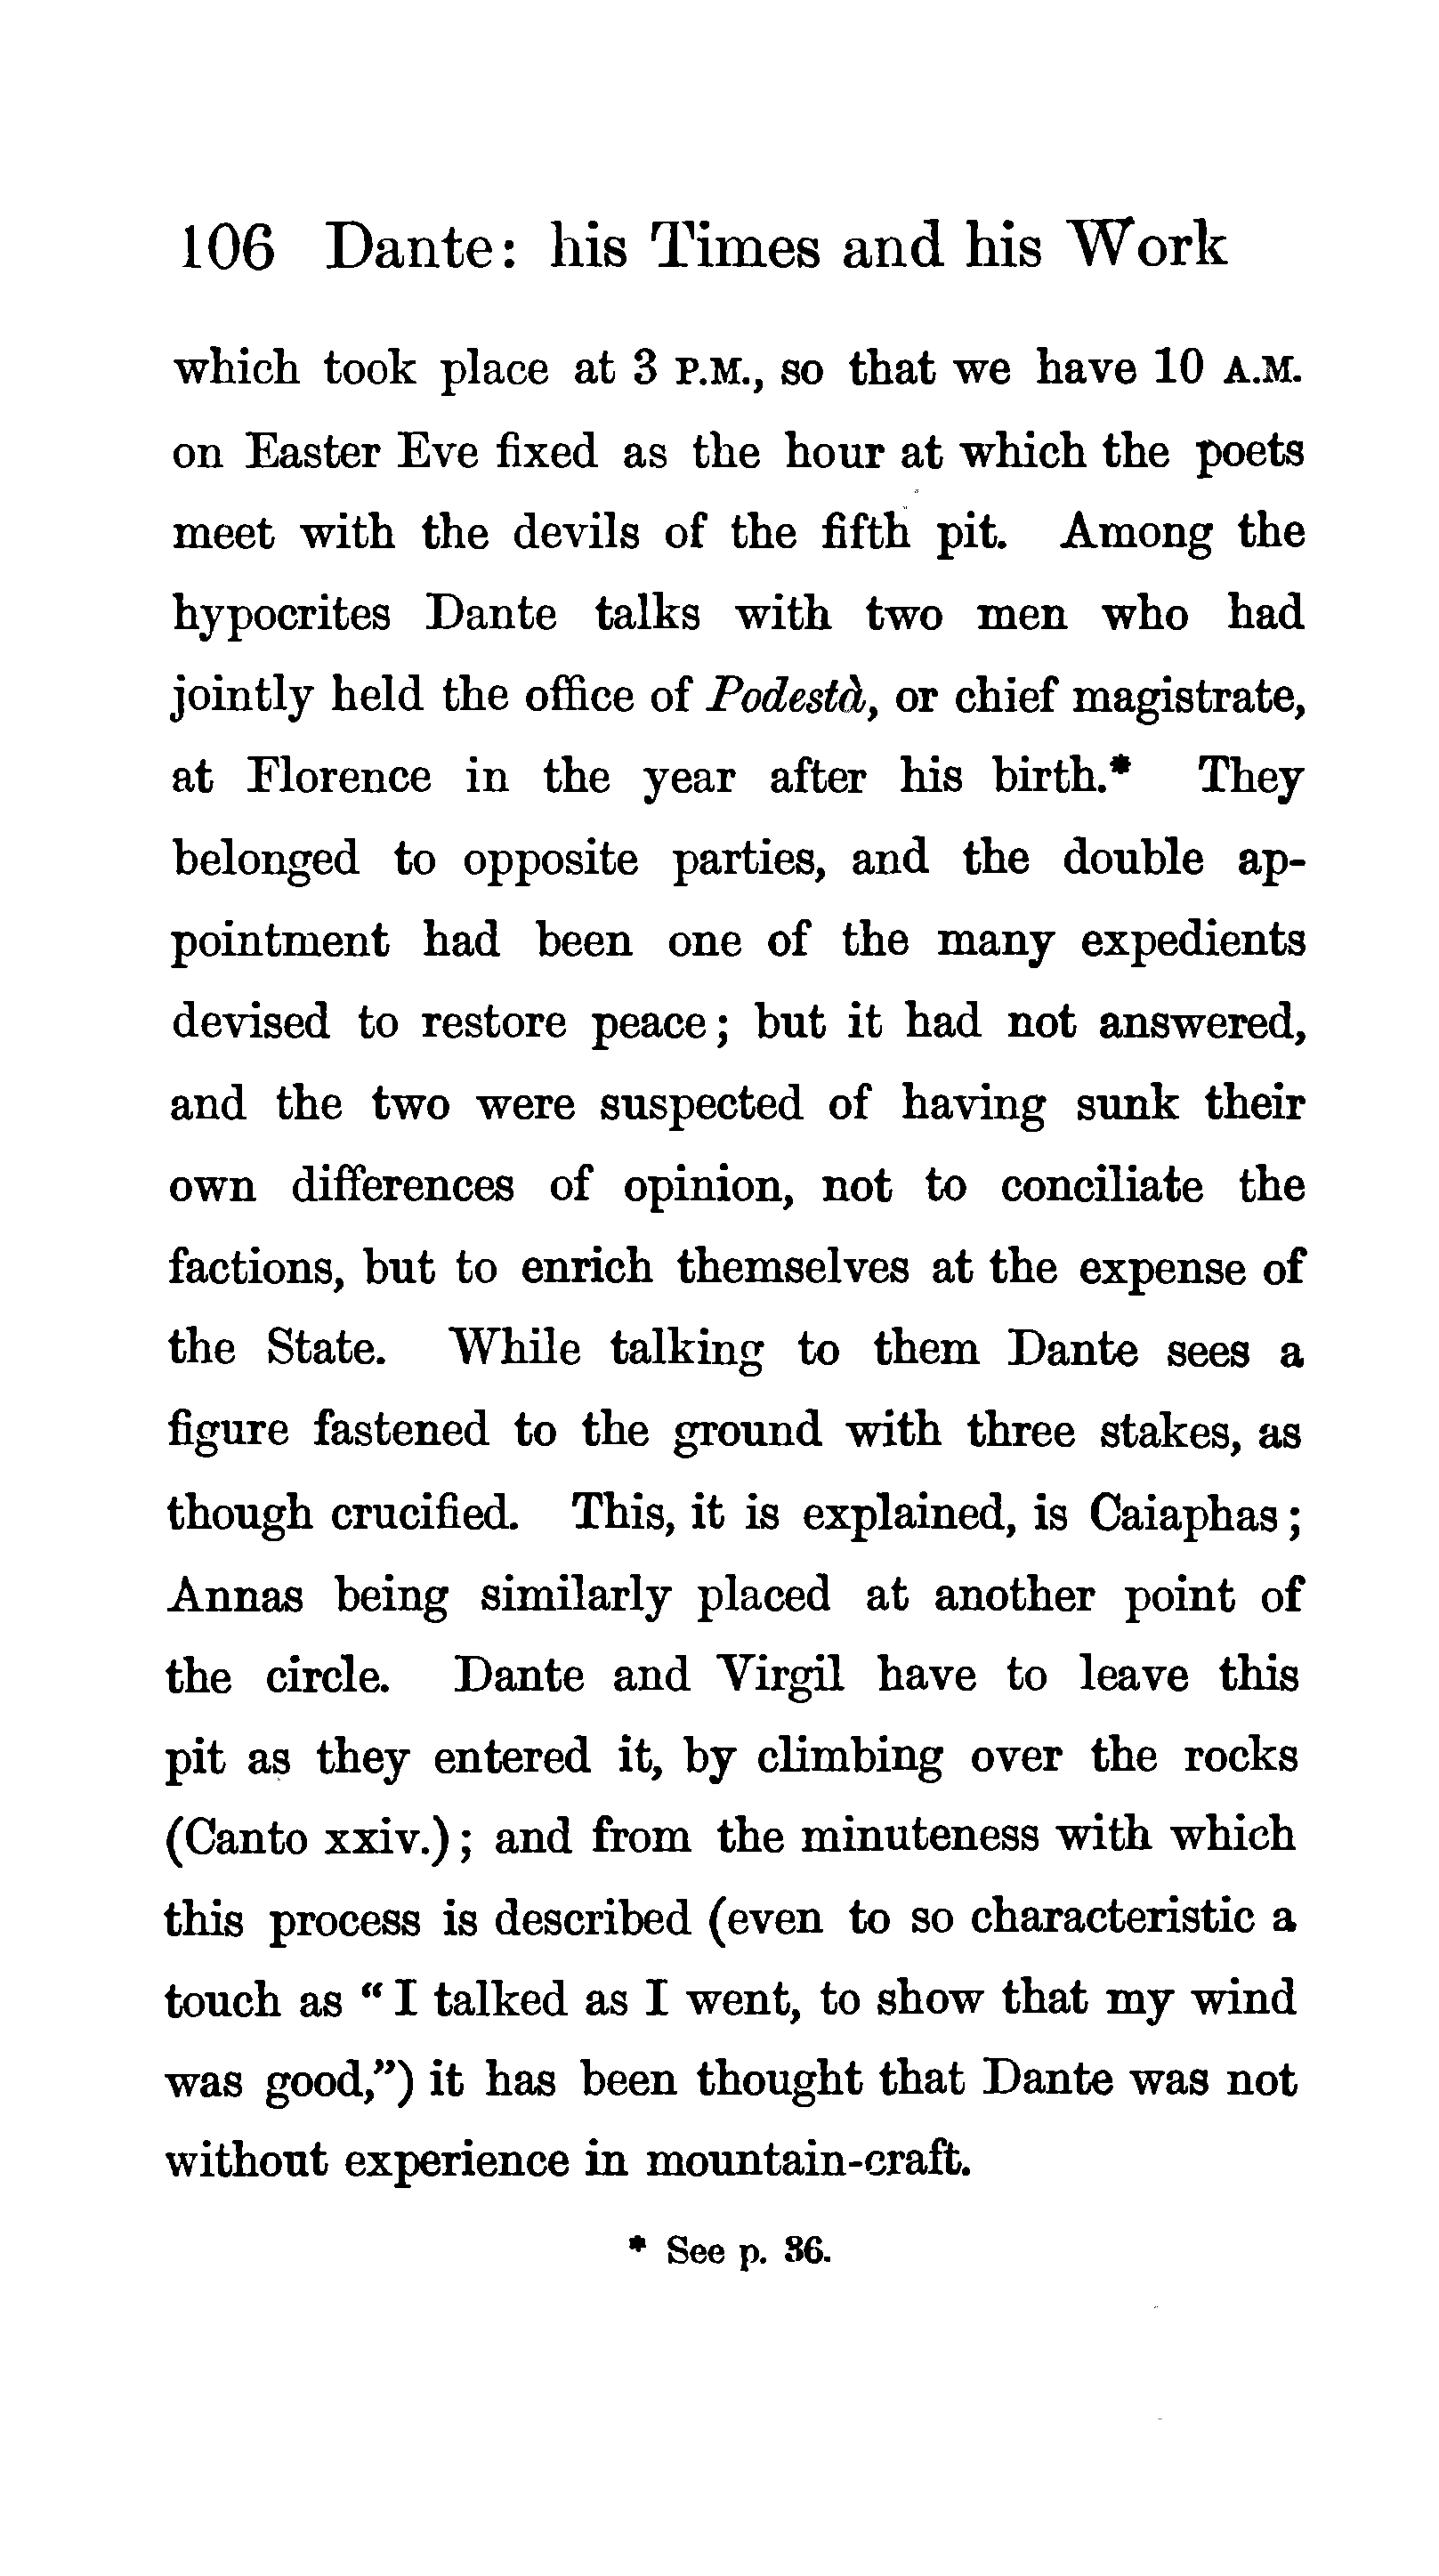 106 Dante: his Times and his Work
which took place at 3 P.M., so that we have 10 A.M.
on Easter Eve fixed as the hour at which the poets
meet with the devils of the fifth pit. Among the
hypocrites Dante talks with two men who had
jointly held the office of Podestà, or chief magistrate,
at Florence in the year after his birth.* They
belonged to opposite parties, and the double ap-
pointment had been one of the many expedients
devised to restore peace; but it had not answered,
and the two were suspected of having sunk their
own differences of opinion, not to conciliate the
factions, but to enrich themselves at the expense of
the State. While talking to them Dante sees a
figure fastened to the ground with three stakes, as
though crucified. This, it is explained, is Caiaphas;
Annas being similarly placed at another point of
the circle. Dante and Virgil have to leave this
pit as they entered it, by climbing over the rocks
(Canto xxiv.); and from the minuteness with which
this process is described (even to so characteristic a
touch as "I talked as I went, to show that my wind
was good,") it has been thought that Dante was not
without experience in mountain-craft.
* See p. 36.